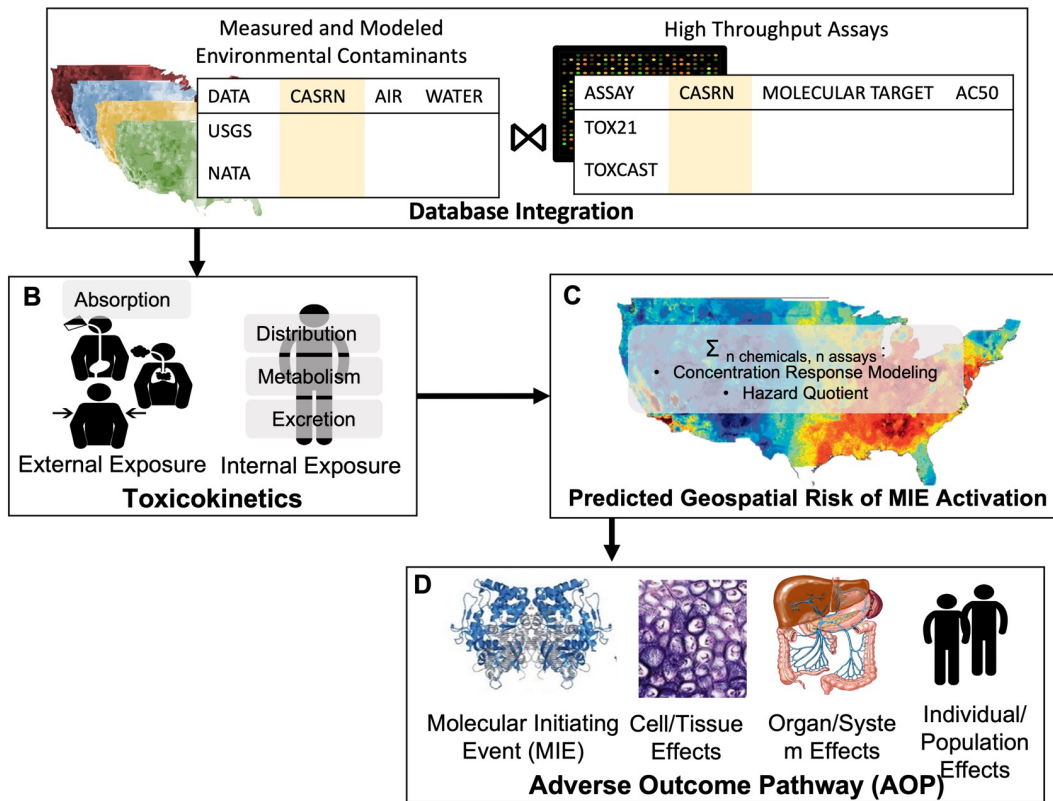 Measured and Modeled
Environmental Contaminants
High Throughput Assays
DATA CASRN AIR WATER
USGS
NATA
ASSAY CASRN MOLECULAR TARGET AC50
TOX21
TOXCAST
Database Integration
B
Absorption
Distribution
Metabolism
Excretion
External Exposure
Internal Exposure
Toxicokinetics
C
Σ n chemicals, n assays :
• Concentration Response Modeling
• Hazard Quotient
Predicted Geospatial Risk of MIE Activation
D
Molecular Initiating
Event (MIE)
Cell/Tissue
Effects
Organ/Syste
m Effects
Individual/
Population
Effects
Adverse Outcome Pathway (AOP)